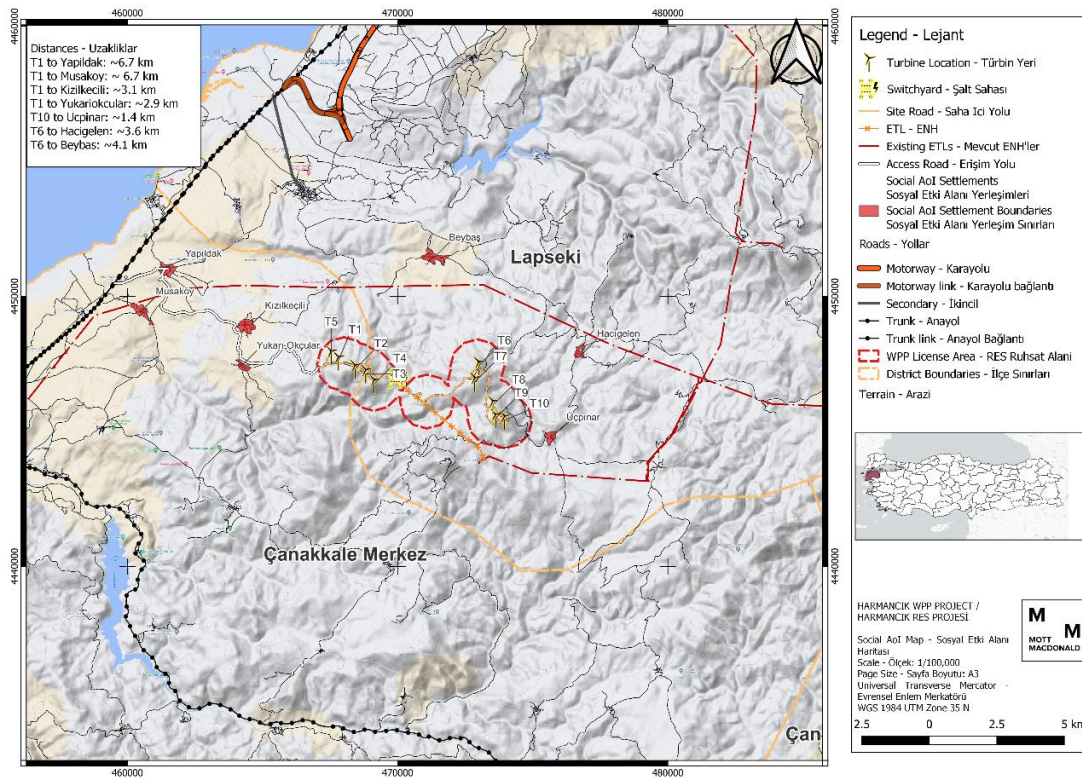 460000
470000
480000
4460000
4460000
Distances - Uzaklıklar
T1 to Yapildak: ~6.7 km
T1 to Musakoy: ~ 6.7 km
T1 to Kizilkecili: ~3.1 km
T1 to Yukariokcular: ~2.9 km
T10 to Ucpinar: ~1.4 km
T6 to Hacigelen: ~3.6 km
T6 to Beybas: ~4.1 km
Beybaş
Lapseki
Yapıldak
Musaköy
Kızılkeçili
Yukarı-Okçular
Hacıgelen
T5
T1
T2
T4
T3
T6
T7
T8
T9
T10
Üçpınar
4450000
4450000
Çanakkale Merkez
4440000
4440000
Çan
460000
470000
480000
Legend - Lejant
Turbine Location - Türbin Yeri
Switchyard - Şalt Sahası
Site Road - Saha Ici Yolu
ETL - ENH
Existing ETLs - Mevcut ENH'ler
Access Road - Erişim Yolu
Social AoI Settlements
Sosyal Etki Alanı Yerleşimleri
Social AoI Settlement Boundaries
Sosyal Etki Alanı Yerleşim Sınırları
Roads - Yollar
Motorway - Karayolu
Motorway link - Karayolu bağlantı
Secondary - İkincil
Trunk - Anayol
Trunk link - Anayol Bağlantı
WPP License Area - RES Ruhsat Alani
District Boundaries - İlçe Sınırları
Terrain - Arazi
HARMANCIK WPP PROJECT /
HARMANCIK RES PROJESİ
Social AoI Map - Sosyal Etki Alanı
Haritası
Scale - Ölçek: 1/100,000
Page Size - Sayfa Boyutu: A3
Universal Transverse Mercator -
Evrensel Enlem Merkatörü
WGS 1984 UTM Zone 35 N
M
M
MOTT
MACDONALD
2.5 0 2.5 5 km